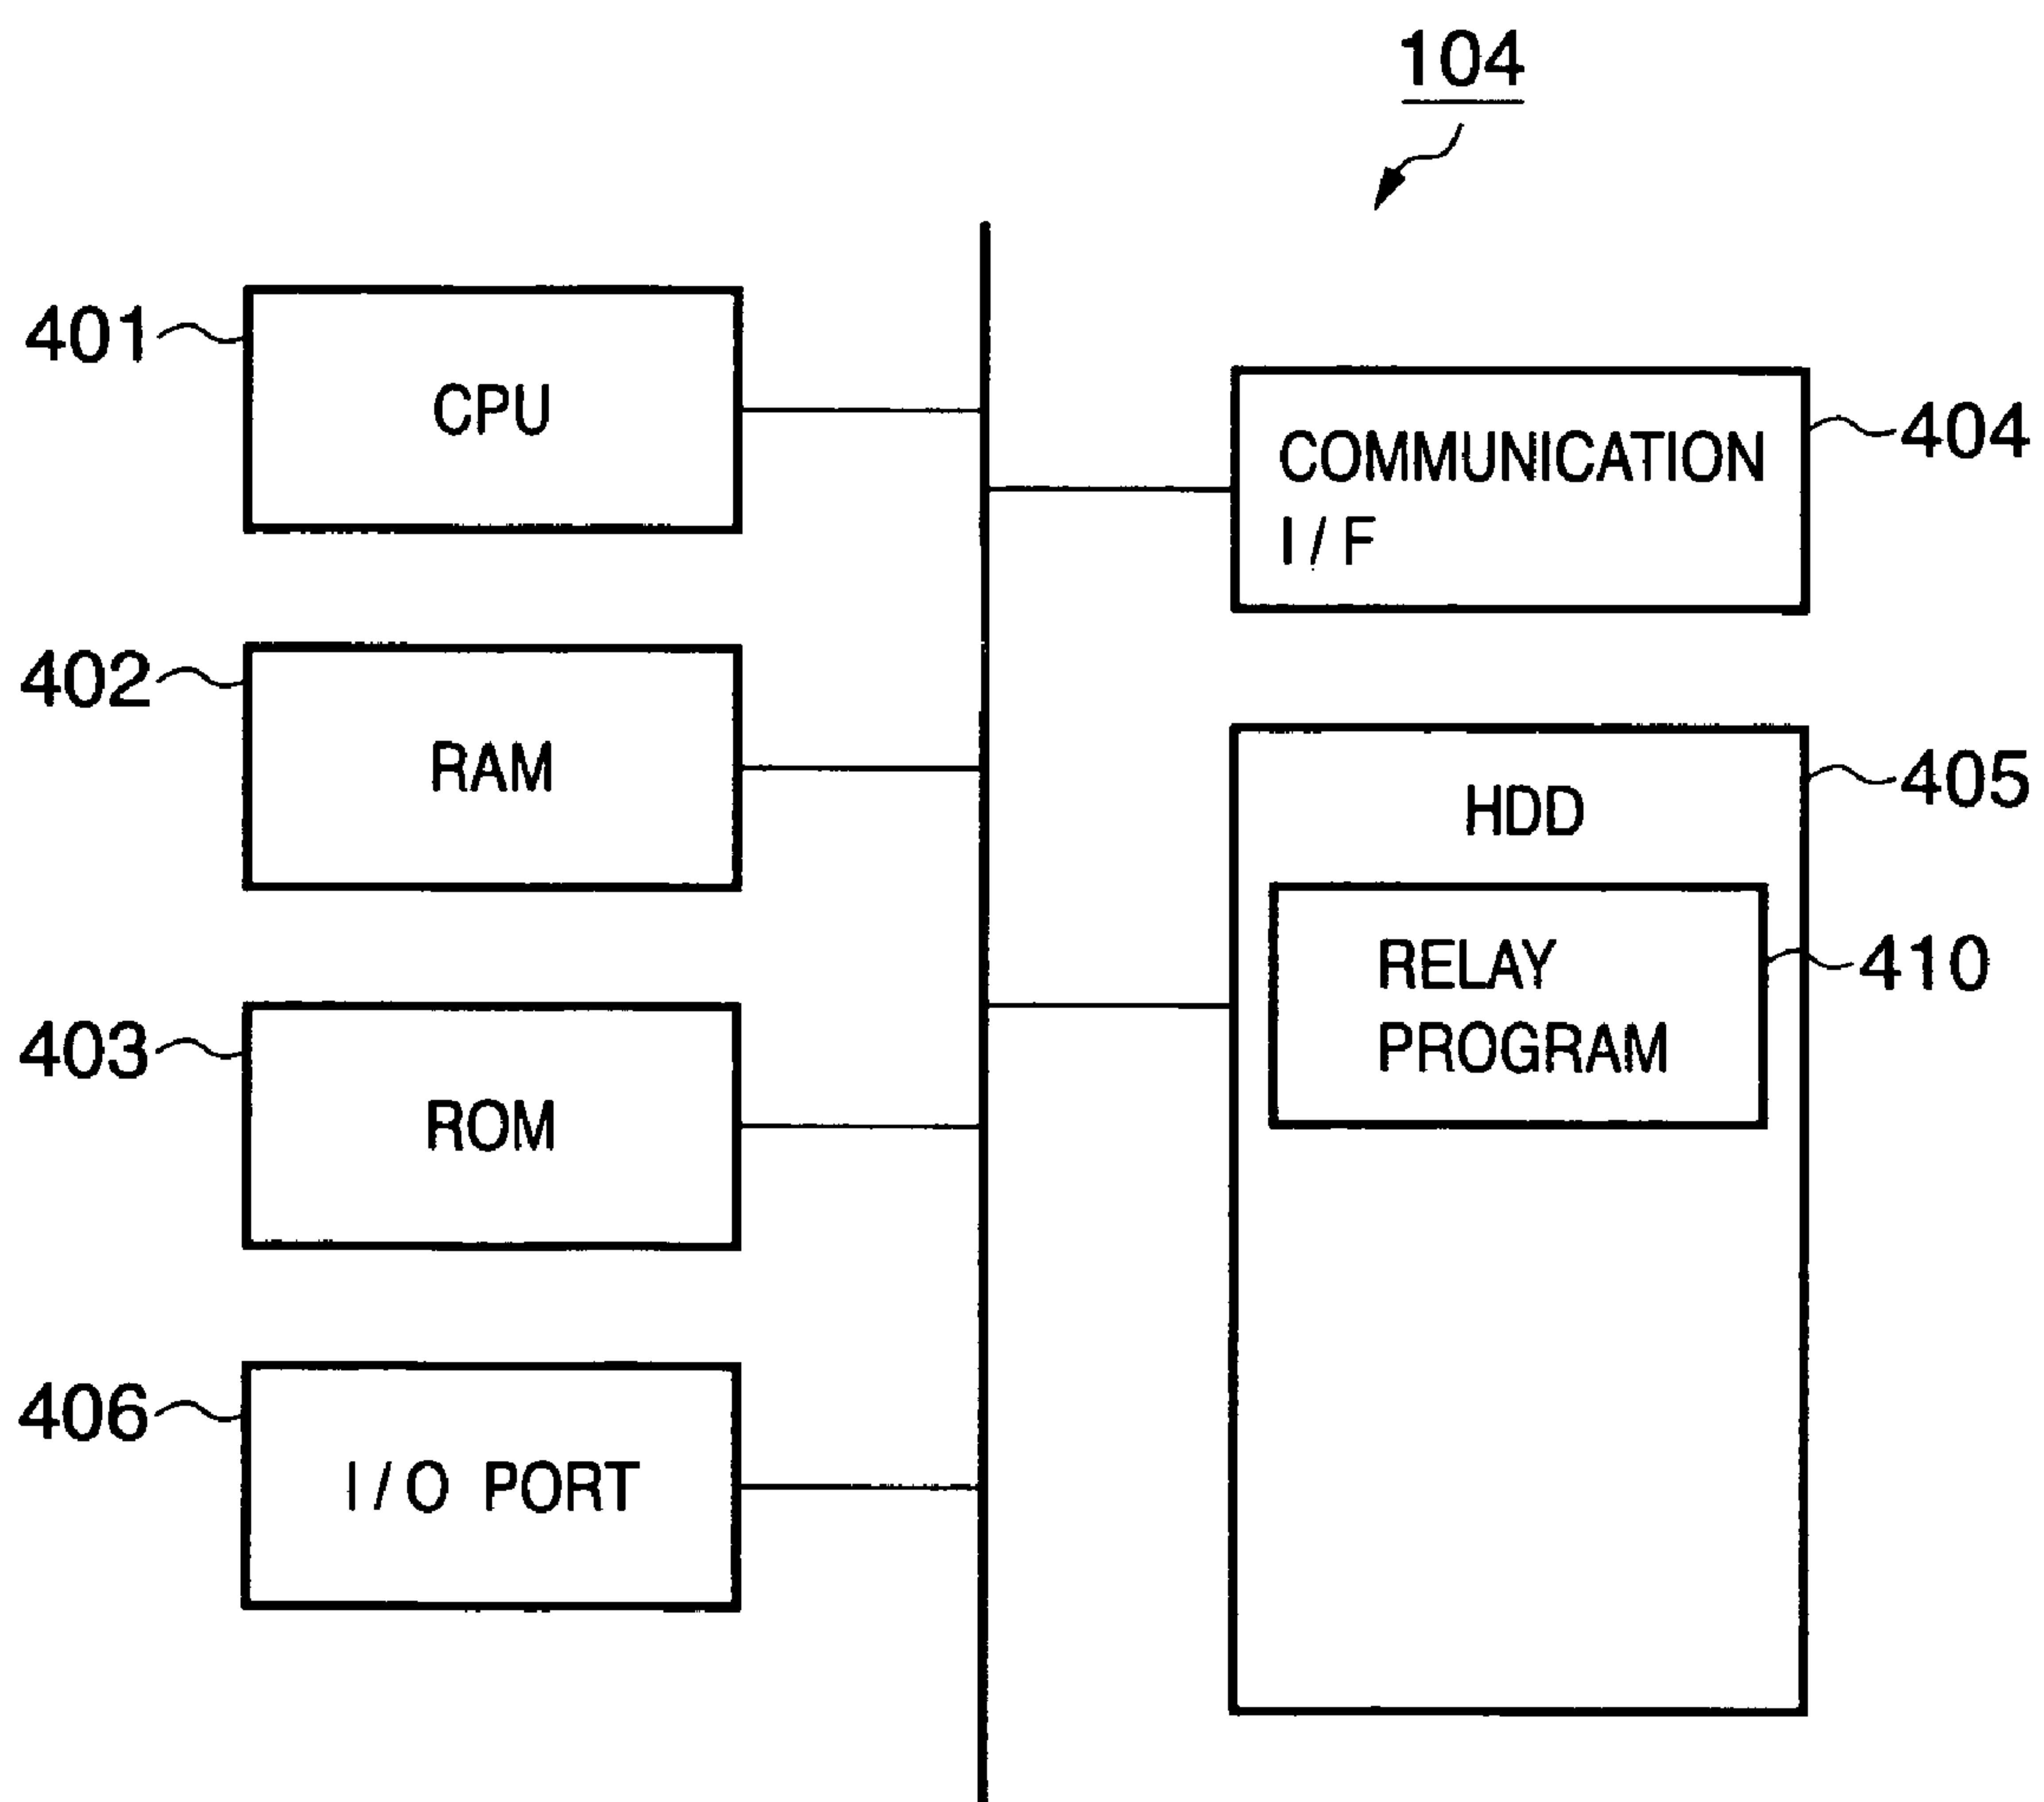 104
401
CPU
COMMUNICATION
I/F
404
402
RAM
HDD
405
RELAY
PROGRAM
410
403
ROM
406
I/O PORT